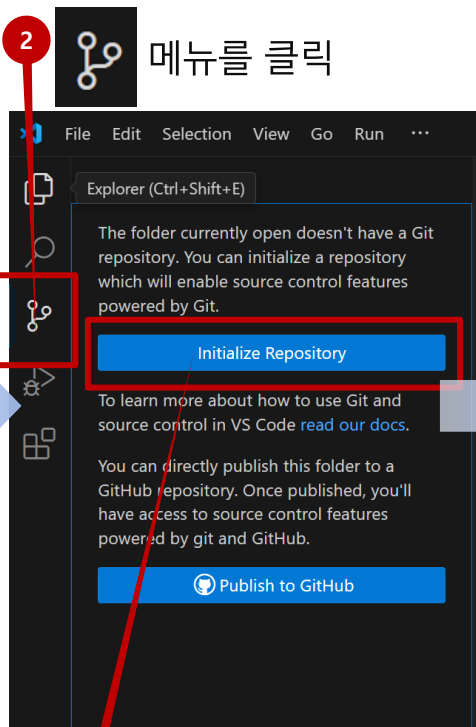 2
메뉴를 클릭
File Edit Selection View Go Run ···
Explorer (Ctrl+Shift+E)
The folder currently open doesn't have a Git
repository. You can initialize a repository
which will enable source control features
powered by Git.
Initialize Repository
To learn more about how to use Git and
source control in VS Code read our docs.
You can directly publish this folder to a
GitHub repository. Once published, you'll
have access to source control features
powered by git and GitHub.
Publish to GitHub